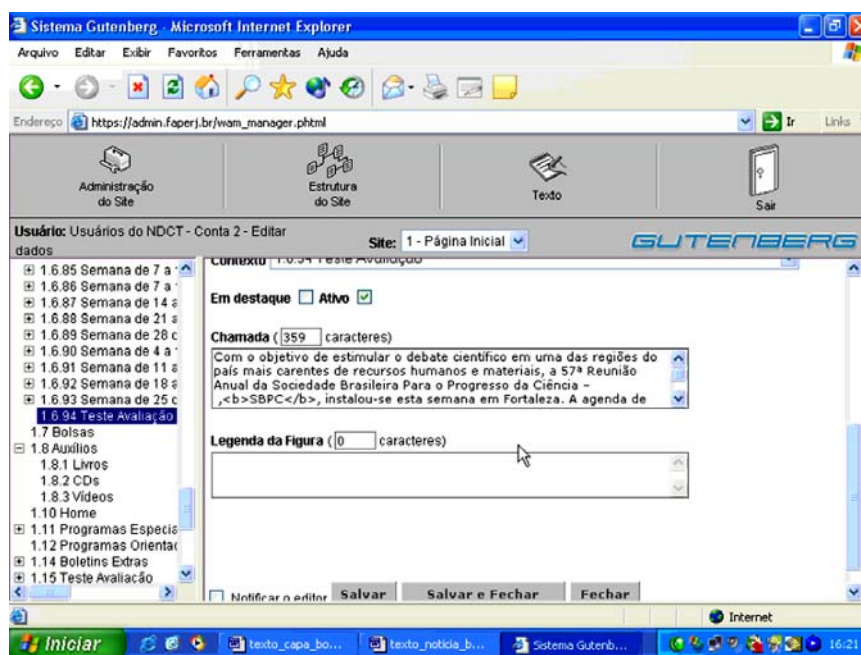 Sistema Gutenberg - Microsoft Internet Explorer
Arquivo Editar Exibir Favoritos Ferramentas Ajuda
Endereço https://admin.faperj.br/wam_manager.phtml Ir Links
Administração do Site
Estrutura do Site
Texto
Sair
Usuário: Usuários do NDCT - Conta 2 - Editar dados
Site: 1 - Página Inicial
GUTENBERG
1.6.85 Semana de 7 a
1.6.86 Semana de 7 a
1.6.87 Semana de 14 a
1.6.88 Semana de 21 a
1.6.89 Semana de 28 c
1.6.90 Semana de 4 a
1.6.91 Semana de 11 a
1.6.92 Semana de 18 a
1.6.93 Semana de 25 c
1.6.94 Teste Avaliação
1.7 Bolsas
1.8 Auxílios
1.8.1 Livros
1.8.2 CDs
1.8.3 Vídeos
1.10 Home
1.11 Programas Especia
1.12 Programas Orientac
1.14 Boletins Extras
1.15 Teste Avaliacão
Contexto 1.6.94 Teste Avaliação
Em destaque Ativo
Chamada ( 359 caracteres)
Com o objetivo de estimular o debate científico em uma das regiões do
país mais carentes de recursos humanos e materiais, a 57ª Reunião
Anual da Sociedade Brasileira Para o Progresso da Ciência –
,<b>SBPC</b>, instalou-se esta semana em Fortaleza. A agenda de
Legenda da Figura ( 0 caracteres)
Notificar o editor Salvar Salvar e Fechar Fechar
Internet
Iniciar texto_capa_bo... texto_noticia_b... Sistema Gutenb... 16:21